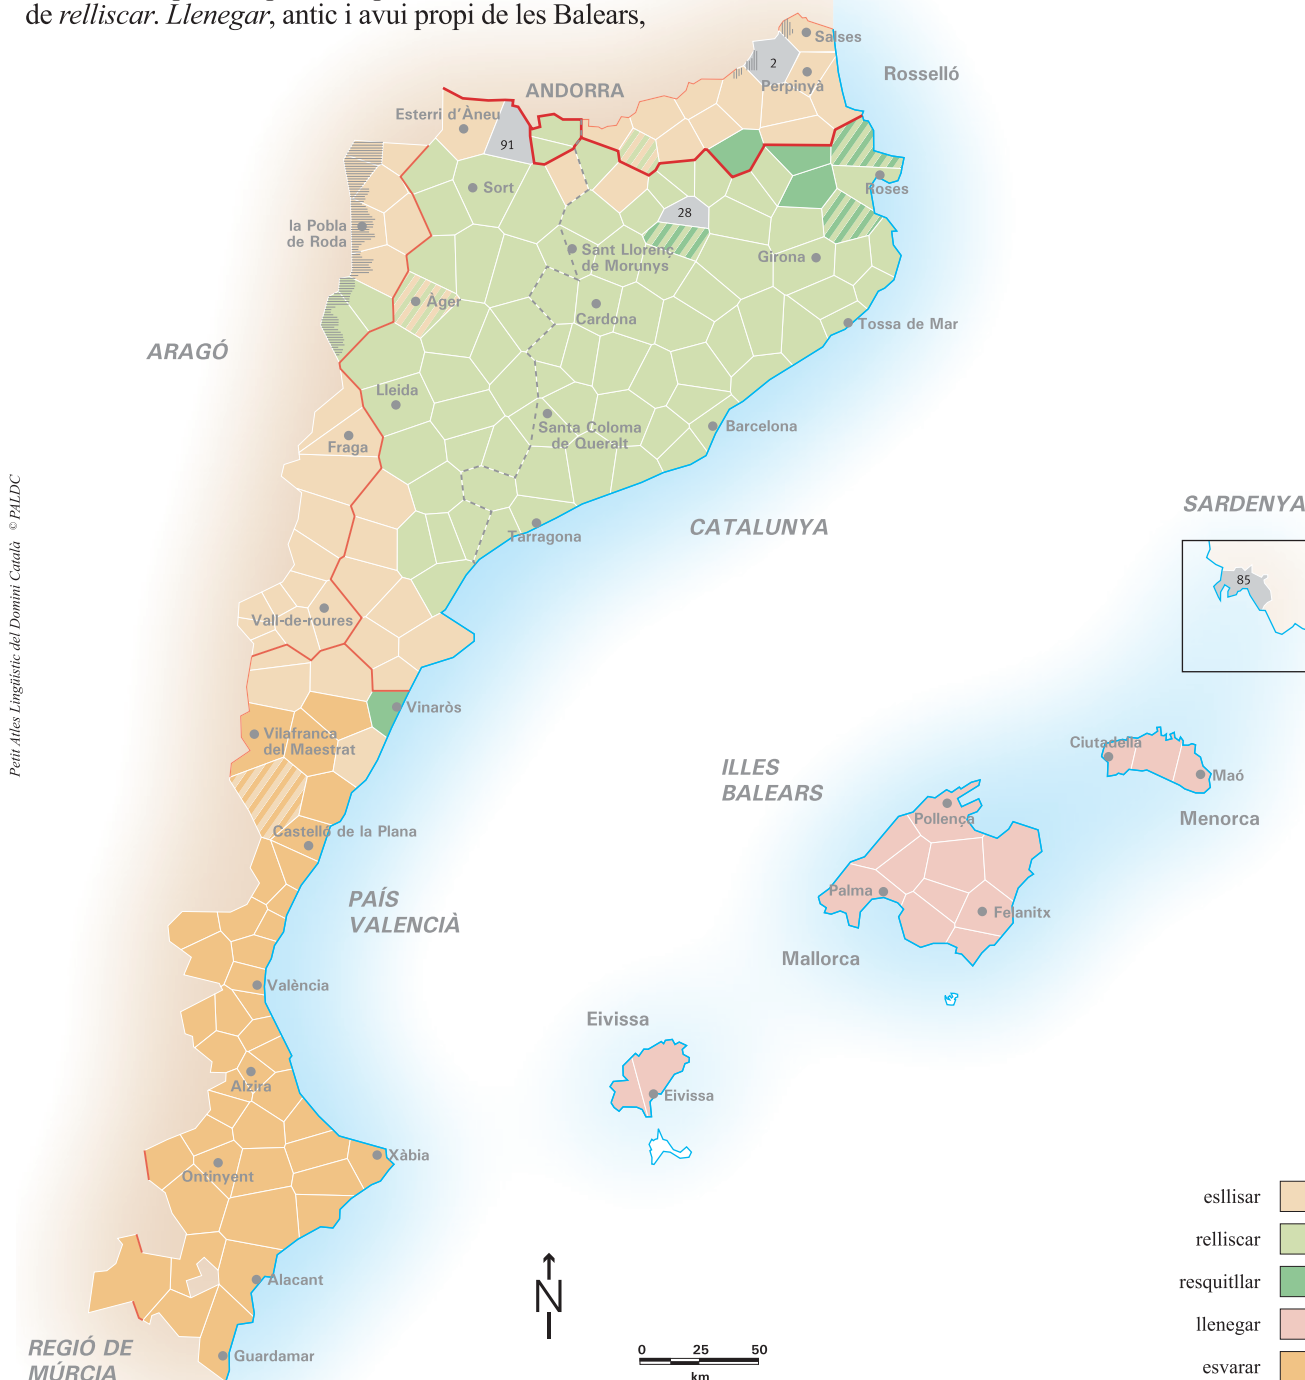 de relliscar. Llenegar, antic i avui propi de les Balears,
Salses
2
Rosselló
Perpinyà
ANDORRA
Esterri d'Àneu
91
Sort
Roses
28
la Pobla
de Roda
Sant Llorenç
de Morunys
Girona
Àger
Cardona
Tossa de Mar
ARAGÓ
Lleida
Santa Coloma
de Queralt
Barcelona
Fraga
Petit Atles Lingüístic del Domini Català © PALDC
SARDENYA
CATALUNYA
Tarragona
85
Vall-de-roures
Vinaròs
Vilafranca
del Maestrat
Ciutadella
ILLES
BALEARS
Maó
Menorca
Pollença
Castelló de la Plana
PAÍS
VALENCIÀ
Palma
Felanitx
Mallorca
València
Eivissa
Alzira
Eivissa
Xàbia
Ontinyent
esllisar
relliscar
Alacant
resquitllar
N
llenegar
REGIÓ DE
MÚRCIA
Guardamar
0 25 50
km
esvarar